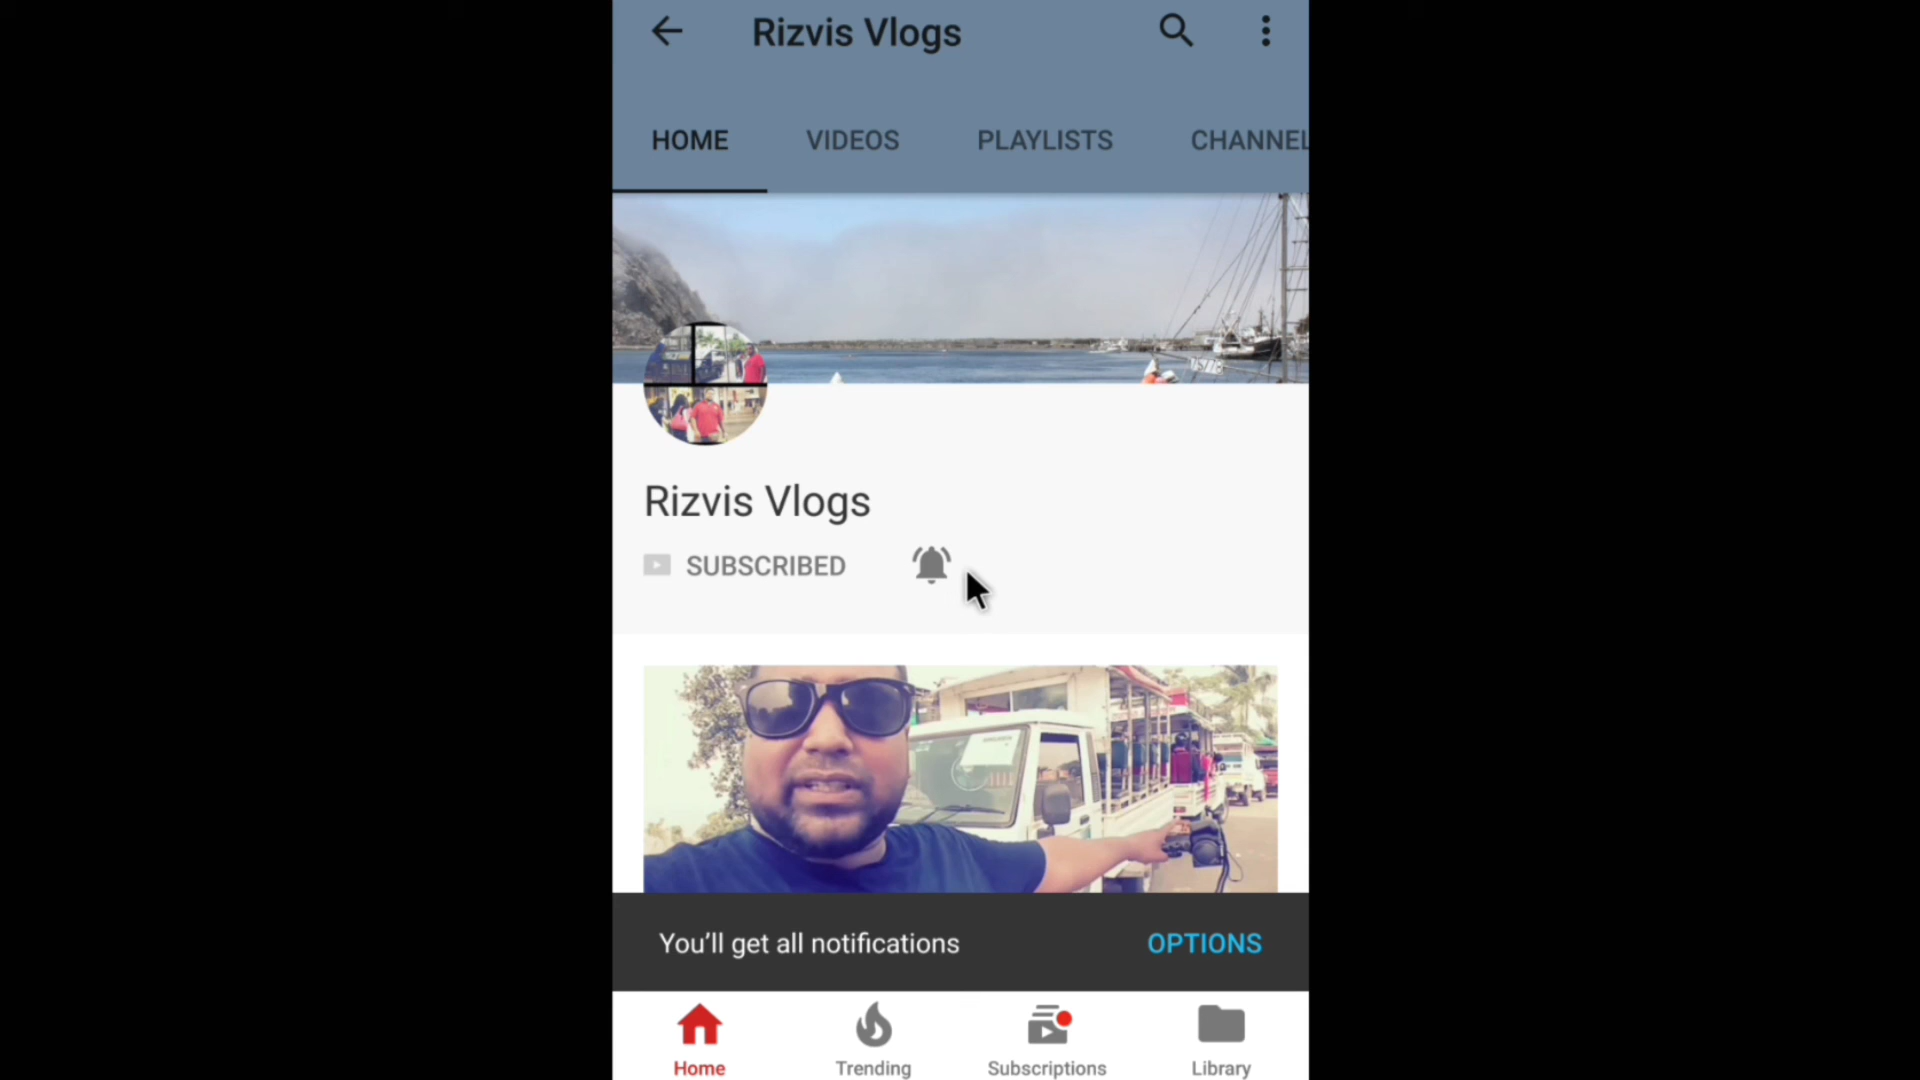 Rizvis Vlogs
HOME VIDEOS PLAYLISTS CHANNEL
Rizvis Vlogs
SUBSCRIBED
You'll get all notifications OPTIONS
Home Trending Subscriptions Library